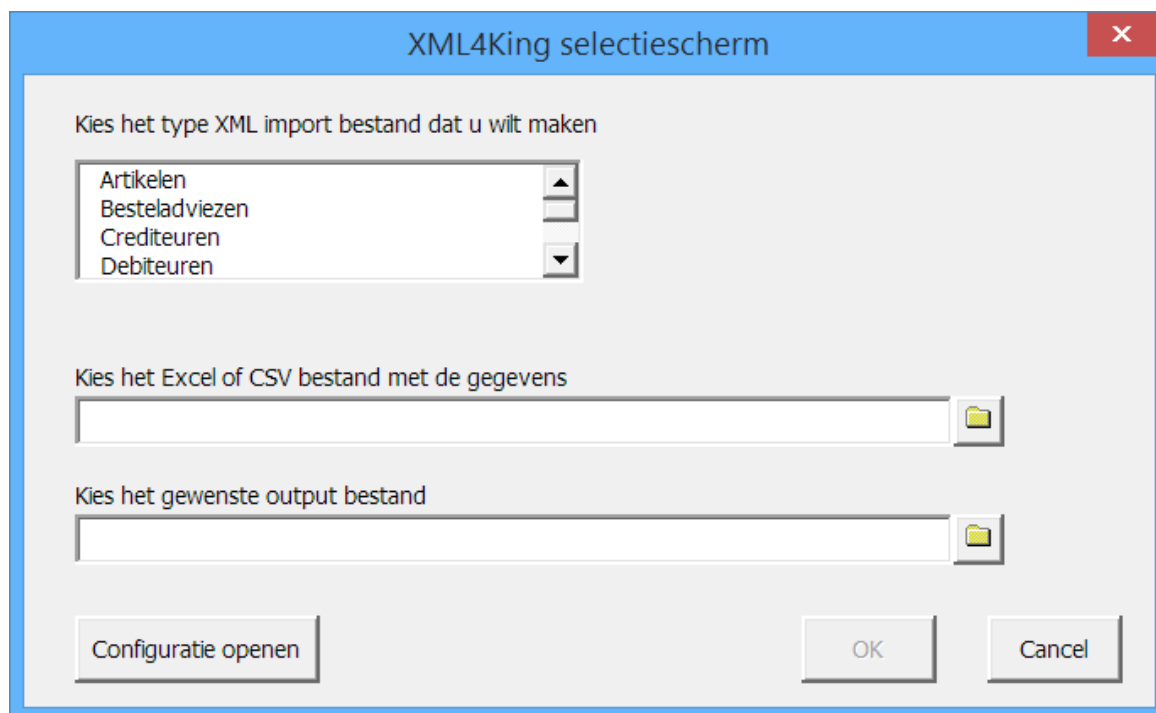 XML4King selectiescherm
Kies het type XML import bestand dat u wilt maken
Artikelen
Besteladviezen
Crediteuren
Debiteuren
Kies het Excel of CSV bestand met de gegevens
Kies het gewenste output bestand
Configuratie openen
OK
Cancel